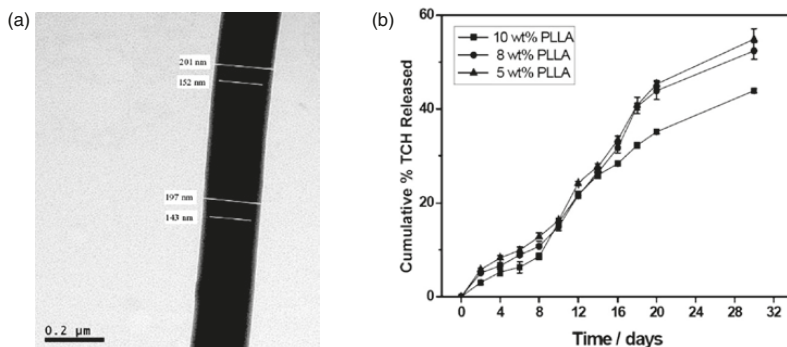 (a)
201 nm
152 nm
197 nm
143 nm
0.2 µm
(b)
60
40
20
0
Cumulative % TCH Released
10 wt% PLLA
8 wt% PLLA
5 wt% PLLA
0 4 8 12 16 20 24 28 32
Time / days